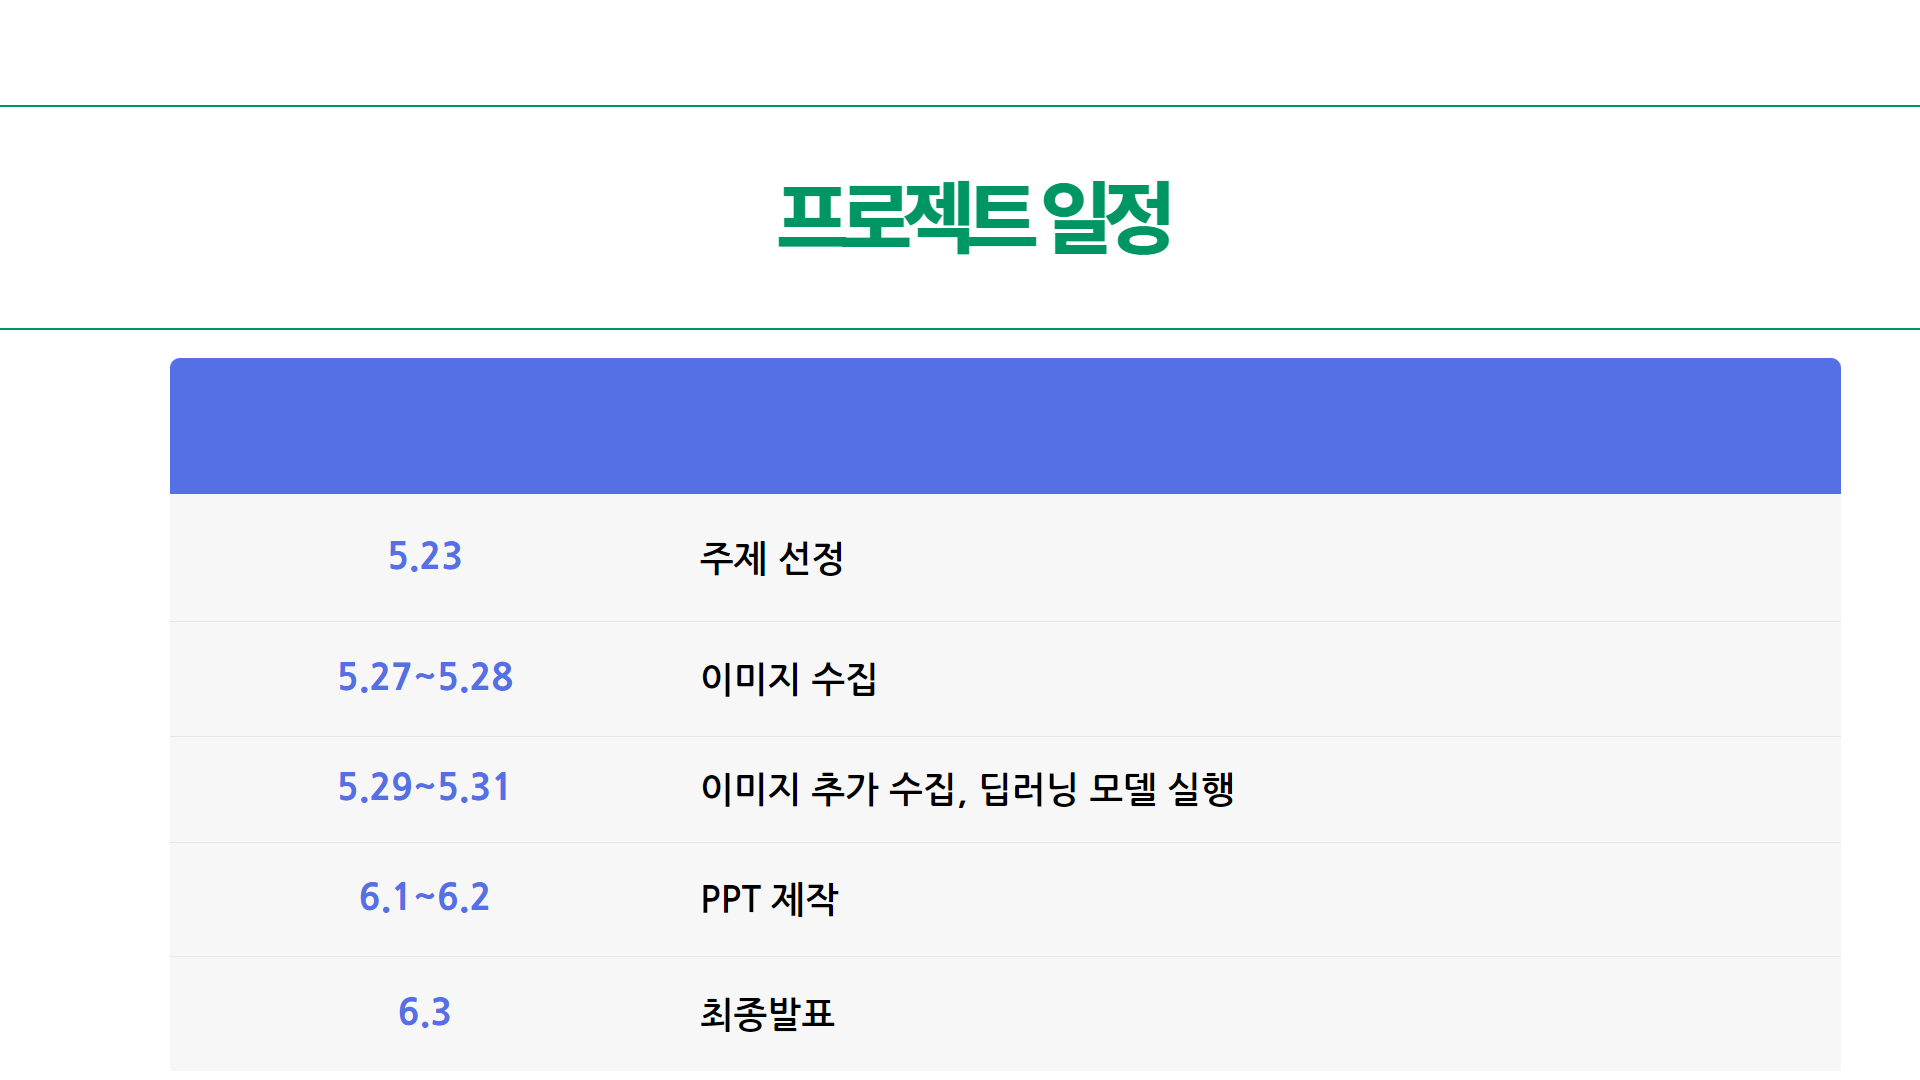 프로젝트 일정
5.23 주제 선정
5.27~5.28 이미지 수집
5.29~5.31 이미지 추가 수집, 딥러닝 모델 실행
6.1~6.2 PPT 제작
6.3 최종발표